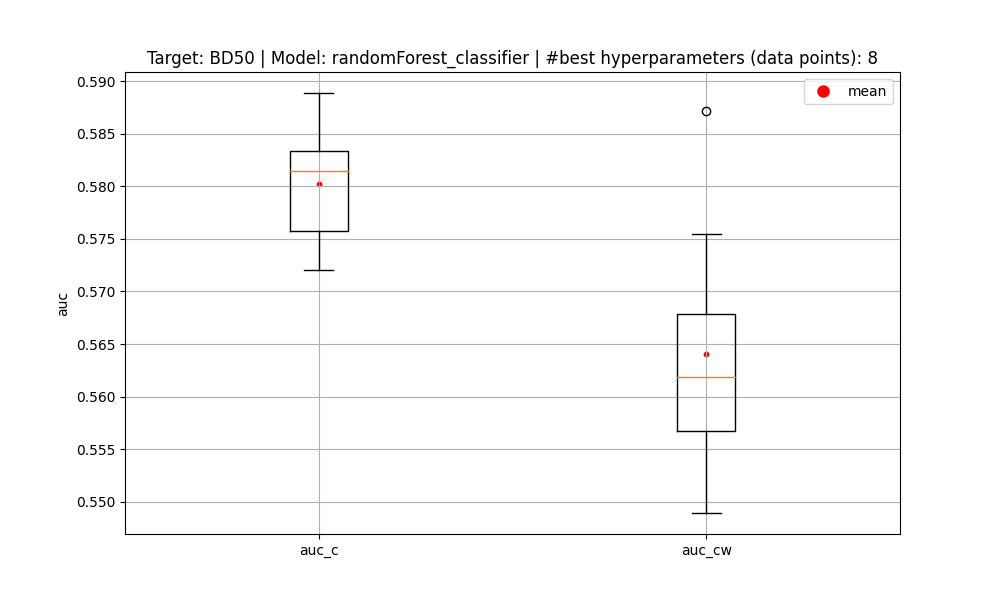 Target: BD50 | Model: randomForest_classifier | #best hyperparameters (data points): 8
mean
0.590
0.585
0.580
0.575
0.570
0.565
0.560
0.555
0.550
auc
auc_c
auc_cw